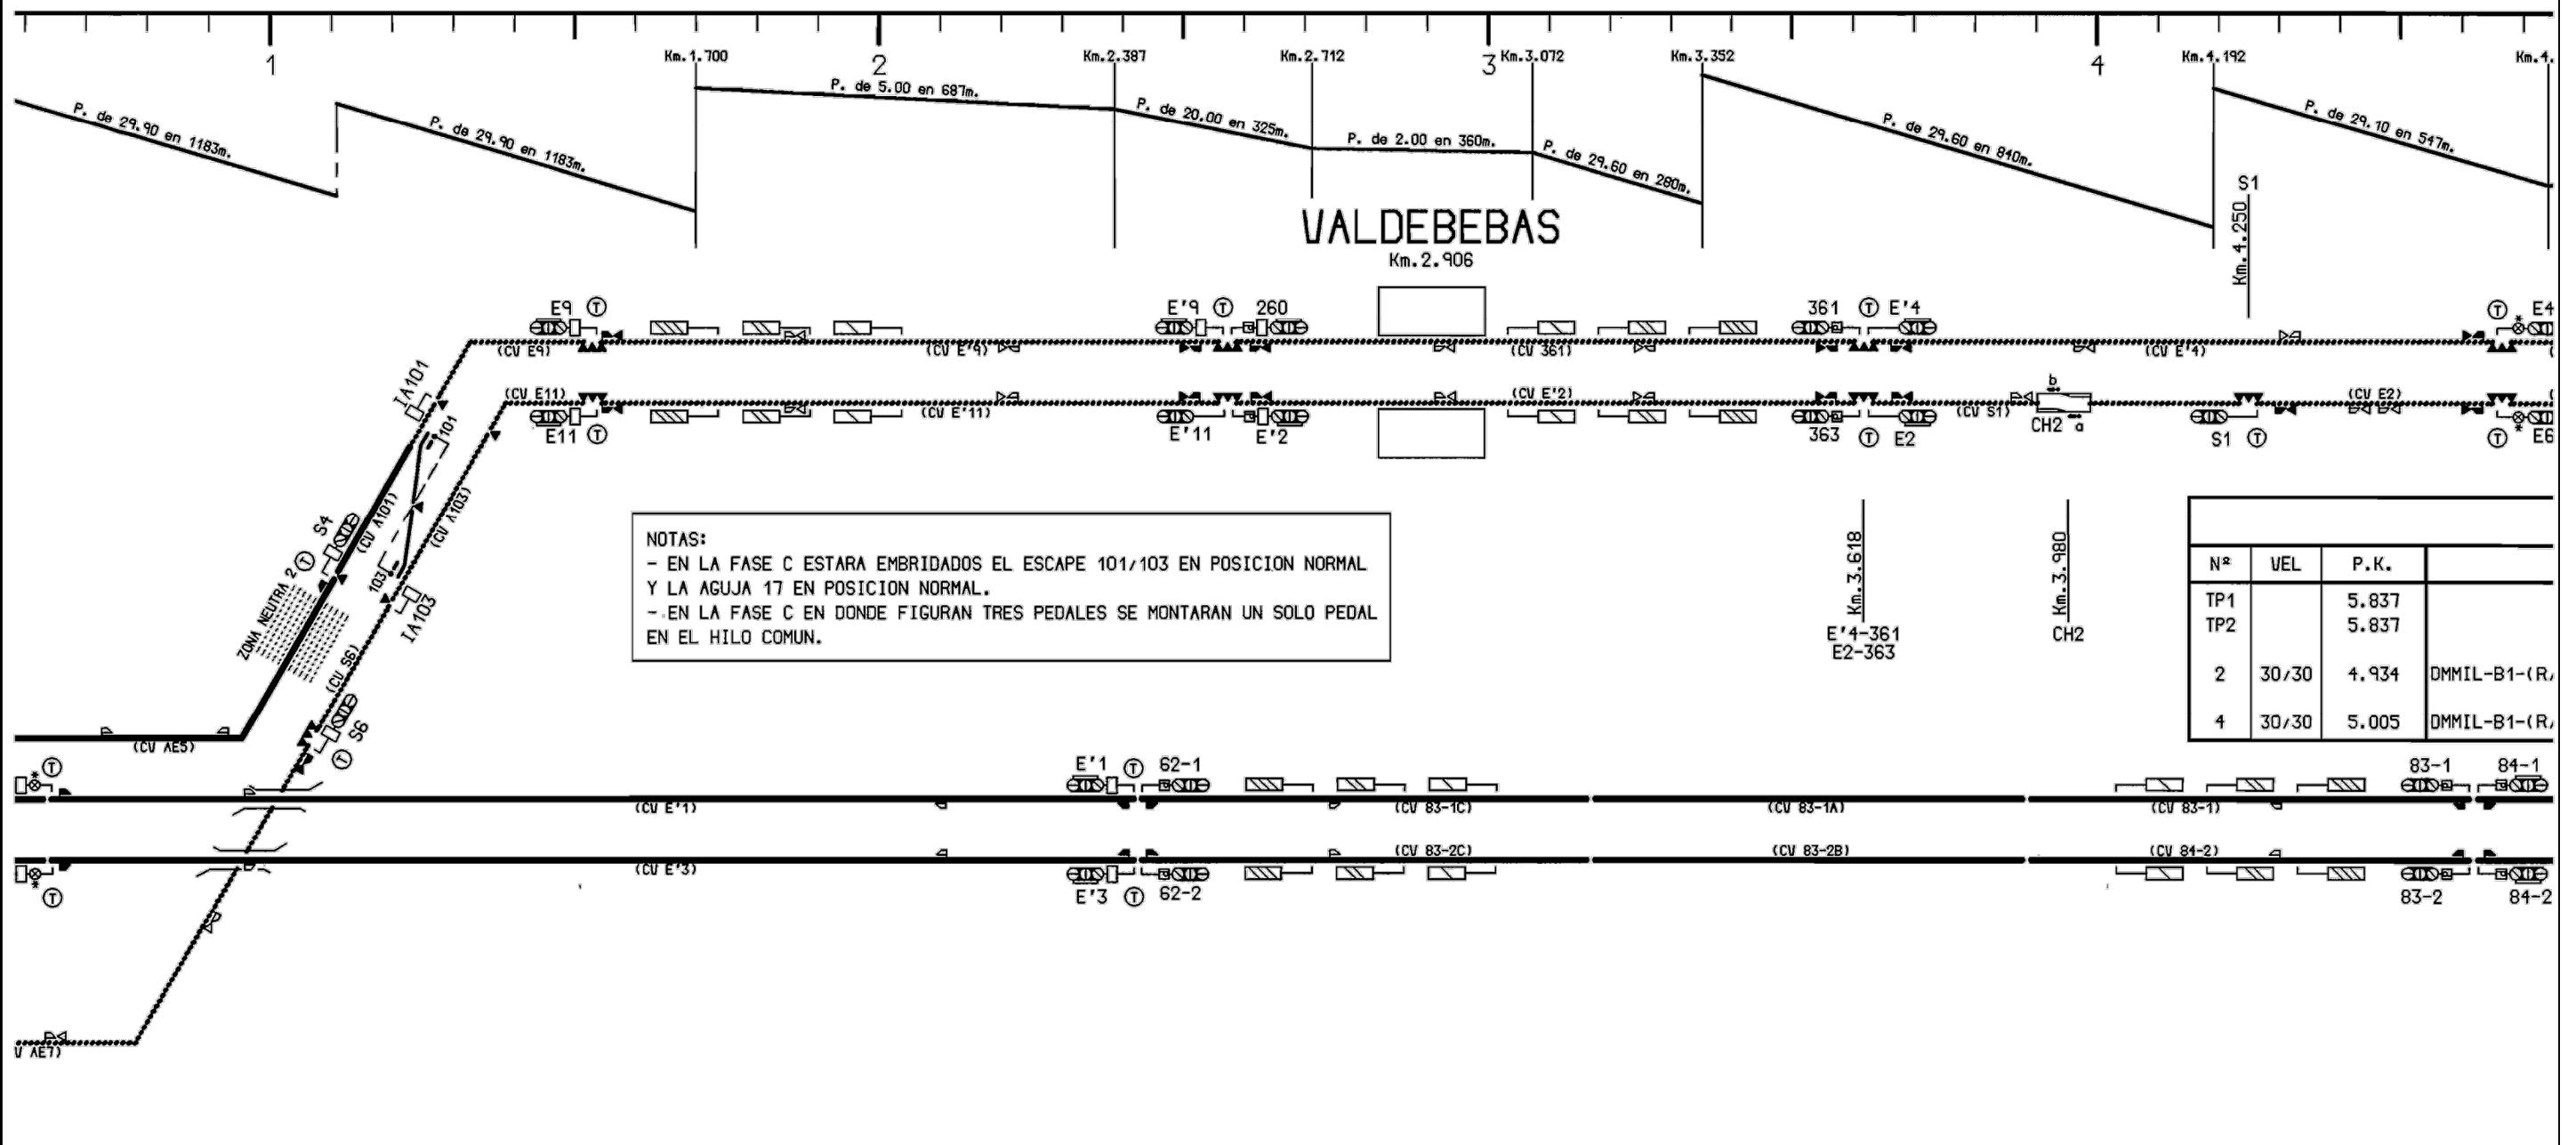 1
Km.1.700
2
Km.2.387
Km.2.712
3
Km.3.072
Km.3.352
4
Km.4.192
Km.4.
P. de 29.90 en 1183m.
P. de 29.90 en 1183m.
P. de 5.00 en 687m.
P. de 20.00 en 325m.
P. de 2.00 en 360m.
P. de 29.60 en 280m.
P. de 29.60 en 840m.
P. de 29.10 en 547m.
S1
Km.4.250
VALDEBEBAS
Km.2.906
E9 T
E'9 T 260
361 T E'4
T E4
*
(CV E9)
(CV E'9)
(CV 361)
(CV E'4)
IA101
101
(CV E11)
(CV E'11)
(CV E'2)
(CV S1)
b
CH2 a
(CV E2)
E11 T
E'11 E'2
363 T E2
S1 T
T * E6
S4
T
(CV A101)
(CV A103)
103
IA103
ZONA NEUTRA 2
(CV S6)
S6
T
NOTAS:
- EN LA FASE C ESTARA EMBRIDADOS EL ESCAPE 101/103 EN POSICION NORMAL
Y LA AGUJA 17 EN POSICION NORMAL.
- EN LA FASE C EN DONDE FIGURAN TRES PEDALES SE MONTARAN UN SOLO PEDAL
EN EL HILO COMUN.
Km.3.618
E'4-361
E2-363
Km.3.980
CH2
Nº VEL P.K.
TP1 5.837
TP2 5.837
2 30/30 4.934 DMMIL-B1-(R/
4 30/30 5.005 DMMIL-B1-(R/
(CV AE5)
* T
E'1 T 62-1
83-1 84-1
(CV E'1)
(CV 83-1C)
(CV 83-1A)
(CV 83-1)
(CV E'3)
(CV 83-2C)
(CV 83-2B)
(CV 84-2)
* T
E'3 T 62-2
83-2 84-2
V AE7)